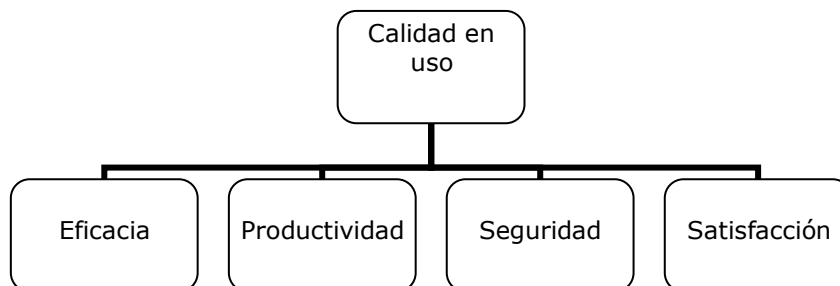 Calidad en
uso
Eficacia
Productividad
Seguridad
Satisfacción